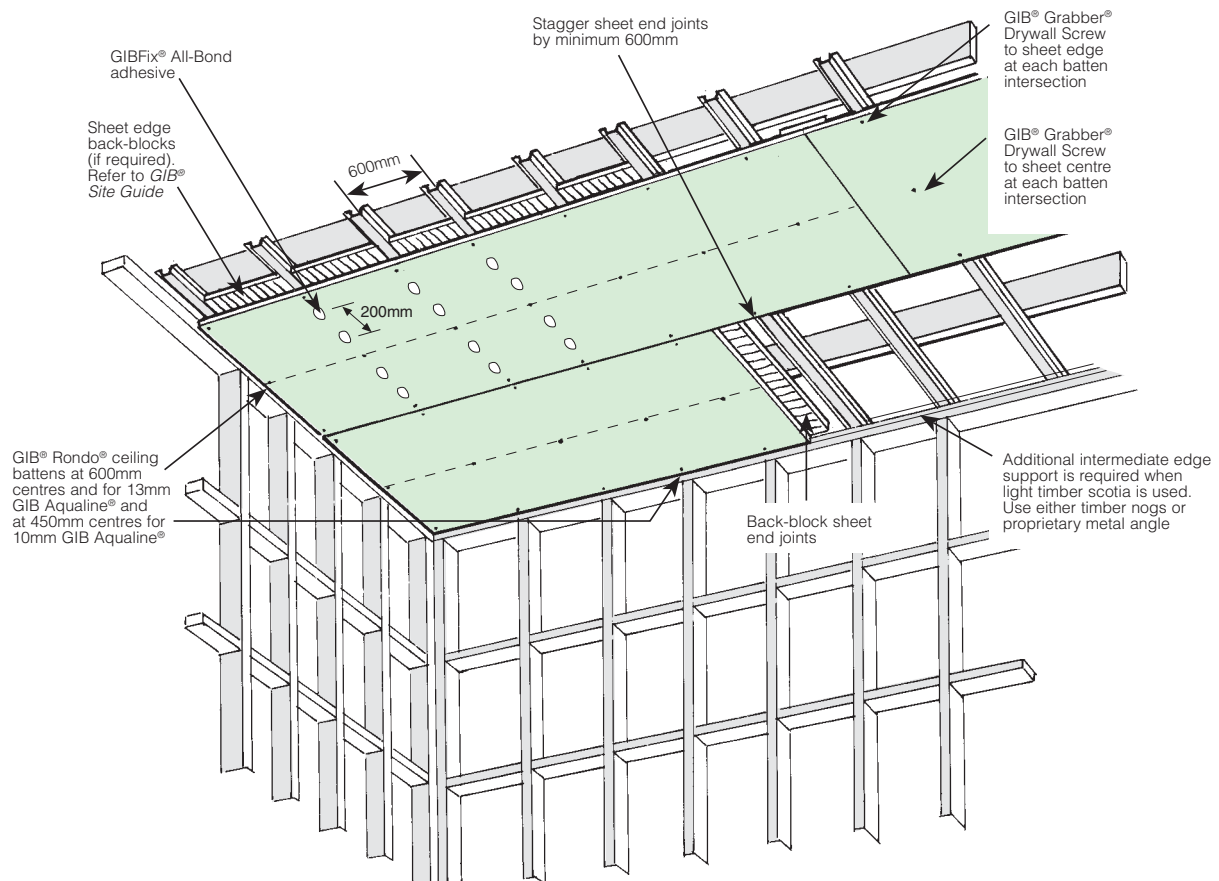 GIBFix® All-Bond
adhesive
Stagger sheet end joints
by minimum 600mm
GIB® Grabber®
Drywall Screw
to sheet edge
at each batten
intersection
Sheet edge
back-blocks
(if required).
Refer to GIB®
Site Guide
600mm
GIB® Grabber®
Drywall Screw
to sheet centre
at each batten
intersection
200mm
GIB® Rondo® ceiling
battens at 600mm
centres and for 13mm
GIB Aqualine® and
at 450mm centres for
10mm GIB Aqualine®
Back-block sheet
end joints
Additional intermediate edge
support is required when
light timber scotia is used.
Use either timber nogs or
proprietary metal angle